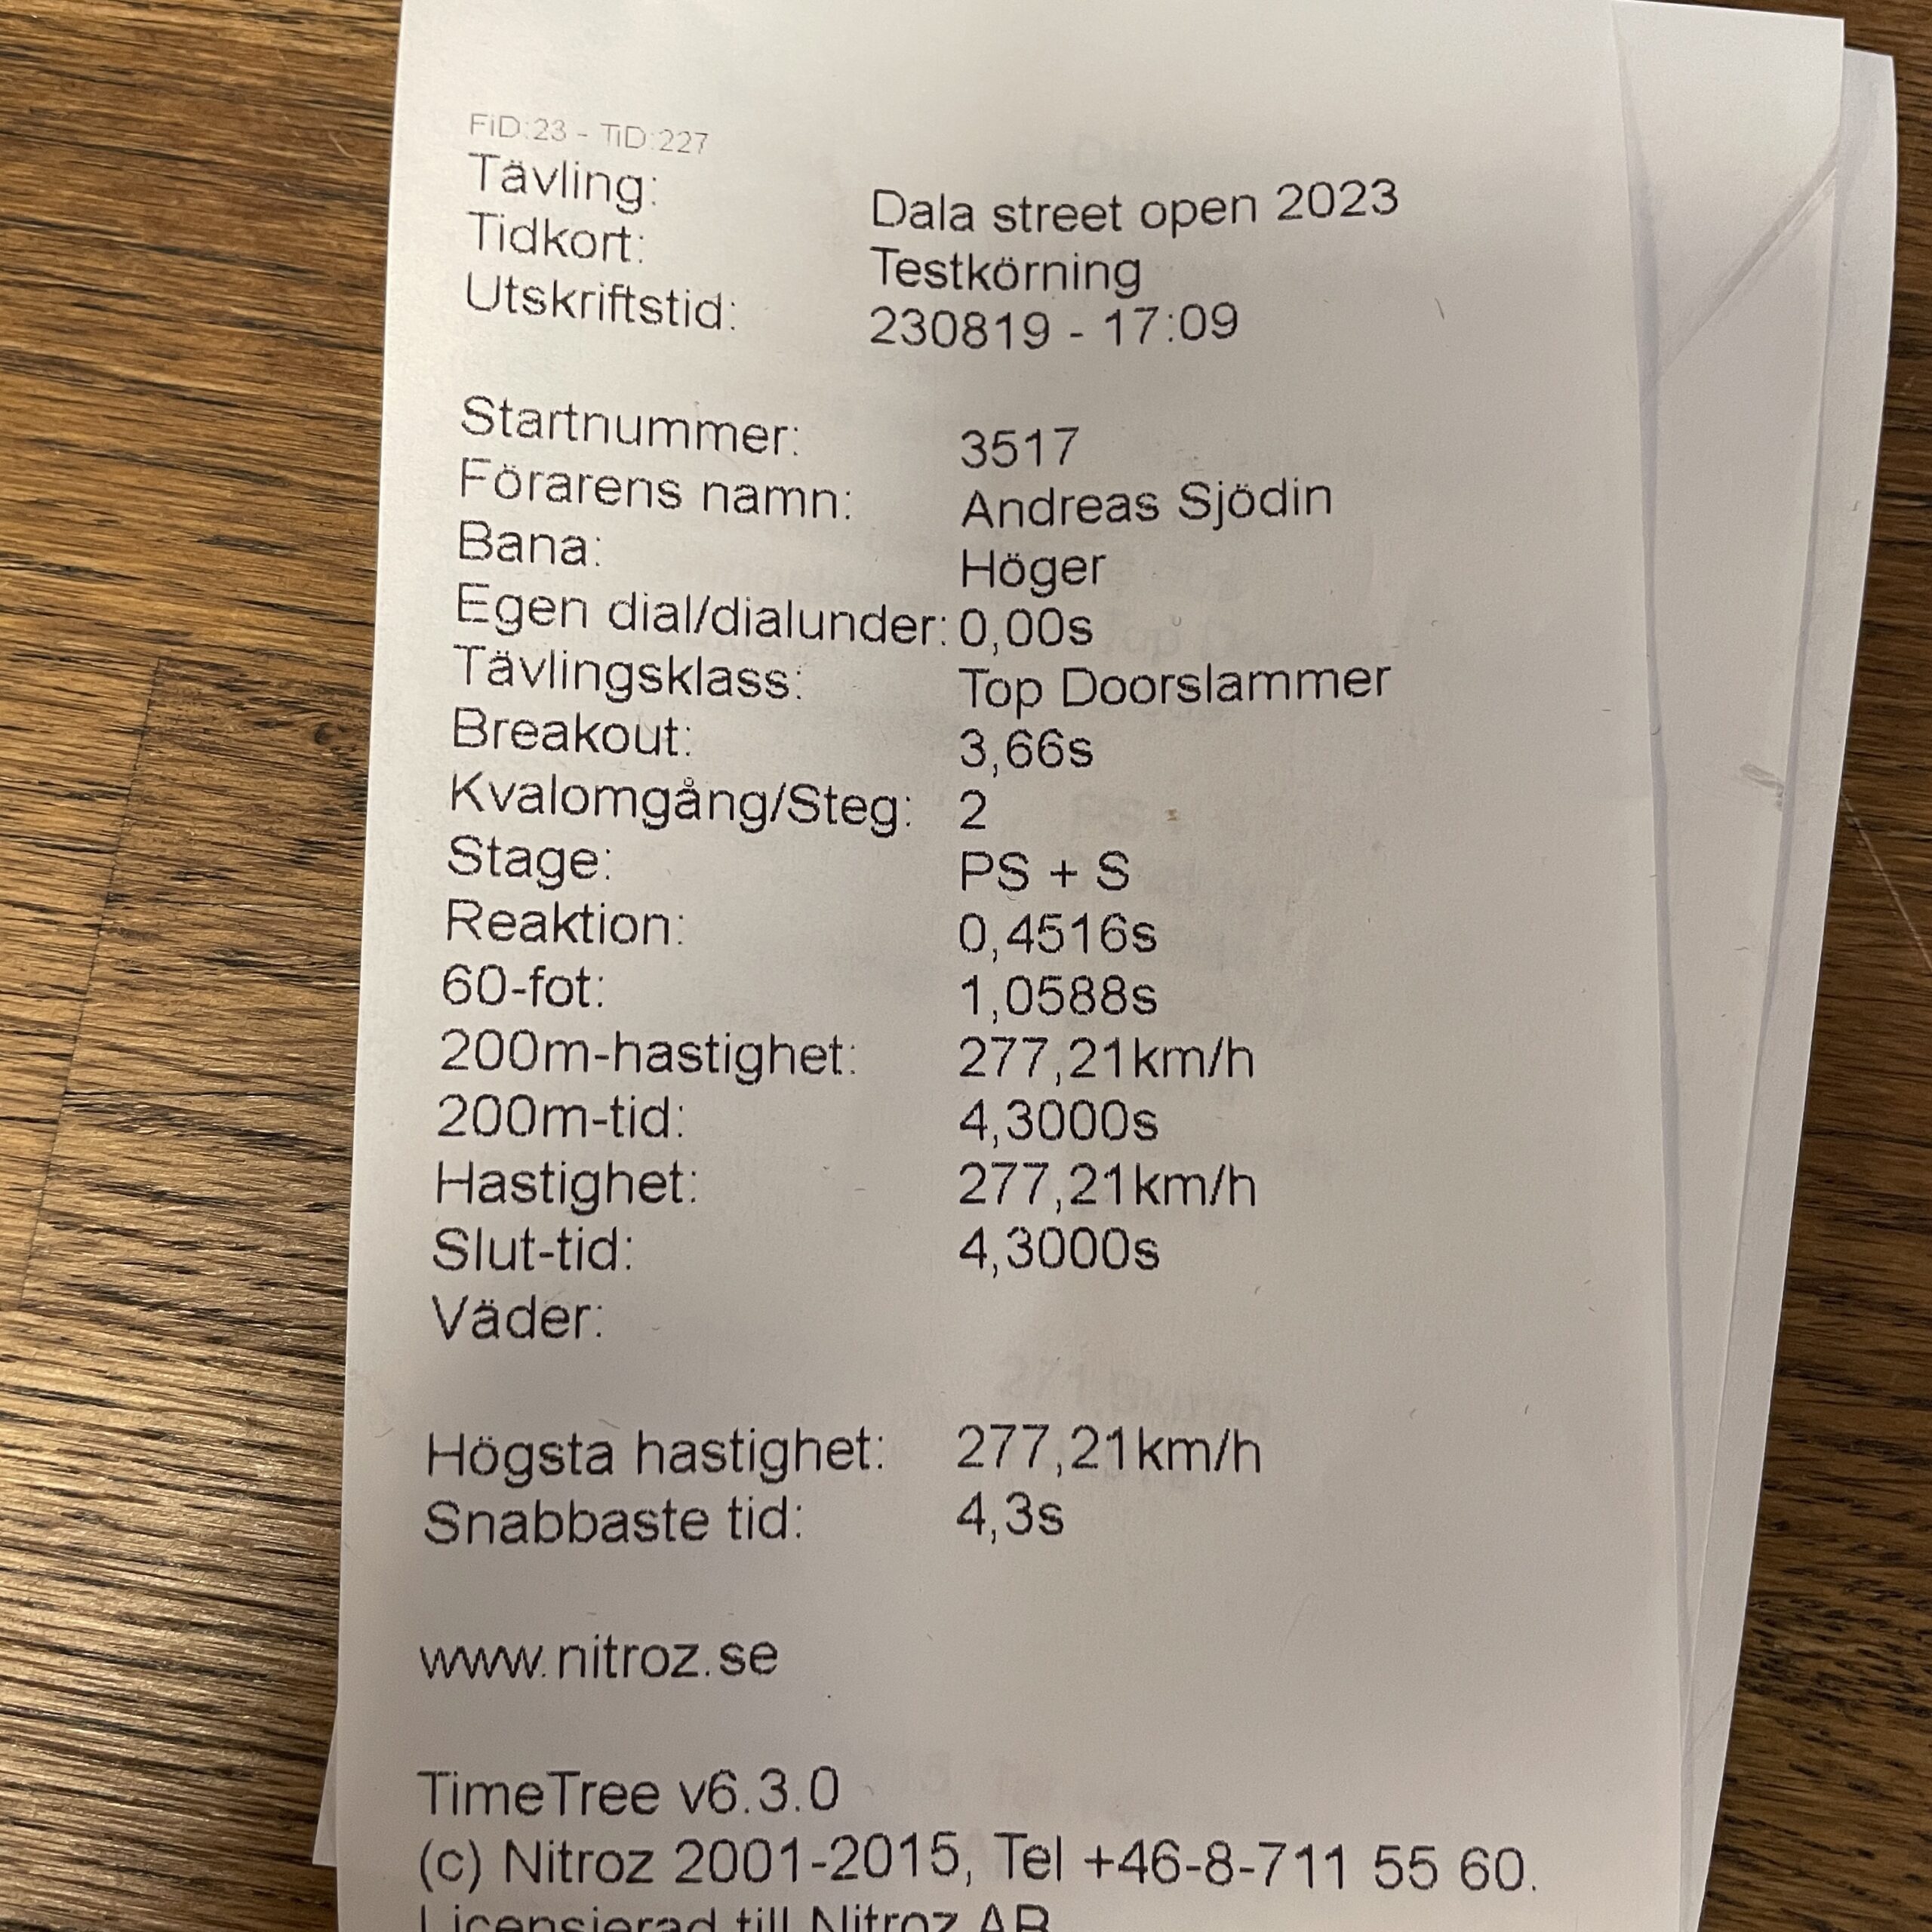 FiD:23 - TiD:227
Tävling: Dala street open 2023
Tidkort: Testkörning
Utskriftstid: 230819 - 17:09
Startnummer: 3517
Förarens namn: Andreas Sjödin
Bana: Höger
Egen dial/dialunder: 0,00s
Tävlingsklass: Top Doorslammer
Breakout: 3,66s
Kvalomgång/Steg: 2
Stage: PS + S
Reaktion: 0,4516s
60-fot: 1,0588s
200m-hastighet: 277,21km/h
200m-tid: 4,3000s
Hastighet: 277,21km/h
Slut-tid: 4,3000s
Väder:
Högsta hastighet: 277,21km/h
Snabbaste tid: 4,3s
www.nitroz.se
TimeTree v6.3.0
(c) Nitroz 2001-2015, Tel +46-8-711 55 60.
Licensierad till Nitroz AB